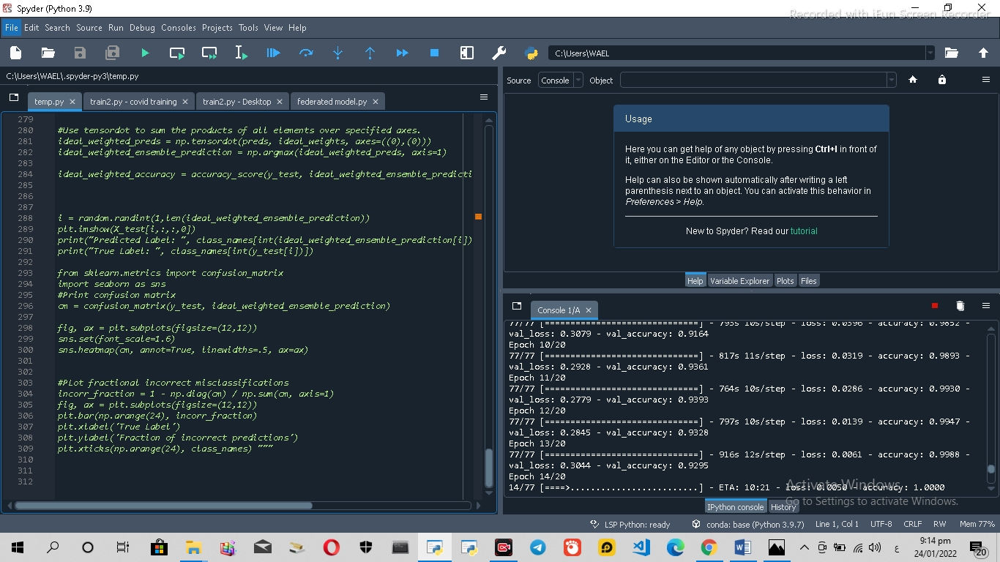 Spyder (Python 3.9)
Recorded with iFun Screen Recorder
File Edit Search Source Run Debug Consoles Projects Tools View Help
C:\Users\WAEL
C:\Users\WAEL\.spyder-py3\temp.py
temp.py train2.py - covid training train2.py - Desktop federated model.py
279
280 #Use tensordot to sum the products of all elements over specified axes.
281 ideal_weighted_preds = np.tensordot(preds, ideal_weights, axes=((0),(0)))
282 ideal_weighted_ensemble_prediction = np.argmax(ideal_weighted_preds, axis=1)
283
284 ideal_weighted_accuracy = accuracy_score(y_test, ideal_weighted_ensemble_predicti
285
286
287
288 i = random.randint(1,len(ideal_weighted_ensemble_prediction))
289 plt.imshow(X_test[i,:,:,0])
290 print("Predicted Label: ", class_names[int(ideal_weighted_ensemble_prediction[i])
291 print("True Label: ", class_names[int(y_test[i])])
292
293 from sklearn.metrics import confusion_matrix
294 import seaborn as sns
295 #Print confusion matrix
296 cm = confusion_matrix(y_test, ideal_weighted_ensemble_prediction)
297
298 fig, ax = plt.subplots(figsize=(12,12))
299 sns.set(font_scale=1.6)
300 sns.heatmap(cm, annot=True, linewidths=.5, ax=ax)
301
302
303 #PLot fractional incorrect misclassifications
304 incorr_fraction = 1 - np.diag(cm) / np.sum(cm, axis=1)
305 fig, ax = plt.subplots(figsize=(12,12))
306 plt.bar(np.arange(24), incorr_fraction)
307 plt.xlabel('True Label')
308 plt.ylabel('Fraction of incorrect predictions')
309 plt.xticks(np.arange(24), class_names) """
310
311
312
Source Console Object
Usage
Here you can get help of any object by pressing Ctrl+I in front of
it, either on the Editor or the Console.
Help can also be shown automatically after writing a left
parenthesis next to an object. You can activate this behavior in
Preferences > Help.
New to Spyder? Read our tutorial
Help Variable Explorer Plots Files
Console 1/A
77/77 [==============================] - 795s 10s/step - loss: 0.0396 - accuracy: 0.9852 -
val_loss: 0.3079 - val_accuracy: 0.9164
Epoch 10/20
77/77 [==============================] - 817s 11s/step - loss: 0.0319 - accuracy: 0.9893 -
val_loss: 0.2928 - val_accuracy: 0.9361
Epoch 11/20
77/77 [==============================] - 764s 10s/step - loss: 0.0286 - accuracy: 0.9930 -
val_loss: 0.2779 - val_accuracy: 0.9393
Epoch 12/20
77/77 [==============================] - 797s 10s/step - loss: 0.0139 - accuracy: 0.9947 -
val_loss: 0.2845 - val_accuracy: 0.9328
Epoch 13/20
77/77 [==============================] - 916s 12s/step - loss: 0.0061 - accuracy: 0.9988 -
val_loss: 0.3044 - val_accuracy: 0.9295
Epoch 14/20
14/77 [====>.........................] - ETA: 10:21 - loss: 0.0050 - accuracy: 1.0000
Activate Windows
Go to Settings to activate Windows.
IPython console History
LSP Python: ready conda: base (Python 3.9.7) Line 1, Col 1 UTF-8 CRLF RW Mem 77%
ع 9:14 pm
24/01/2022
20